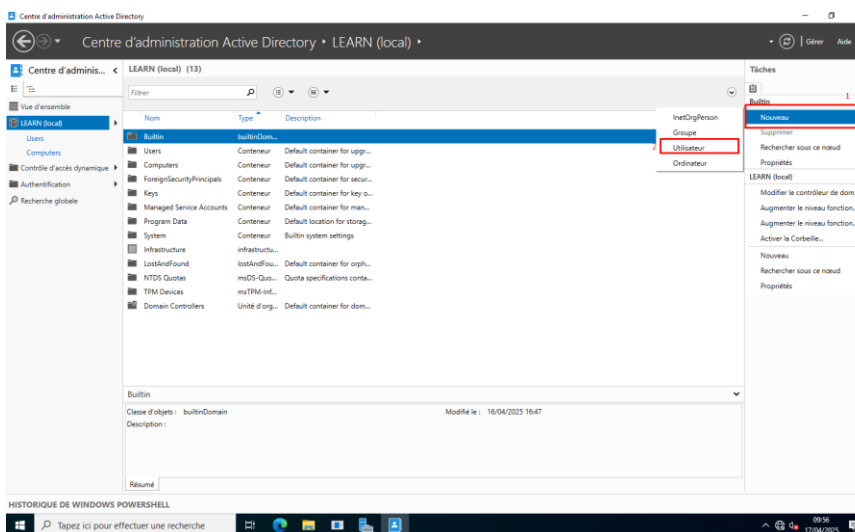 Centre d'administration Active Directory
Centre d'administration Active Directory • LEARN (local) •
Gérer Aide
Centre d'adminis...
Vue d'ensemble
LEARN (local)
Users
Computers
Contrôle d'accès dynamique
Authentification
Recherche globale
LEARN (local) (13)
Filtrer
Nom Type Description
Builtin builtinDom...
Users Conteneur Default container for upgr...
Computers Conteneur Default container for upgr...
ForeignSecurityPrincipals Conteneur Default container for secur...
Keys Conteneur Default container for key o...
Managed Service Accounts Conteneur Default container for man...
Program Data Conteneur Default location for storag...
System Conteneur Builtin system settings
Infrastructure infrastructu...
LostAndFound lostAndFou... Default container for orph...
NTDS Quotas msDS-Quo... Quota specifications conta...
TPM Devices msTPM-Inf...
Domain Controllers Unité d'org... Default container for dom...
InetOrgPerson
Groupe
2 Utilisateur
Ordinateur
Tâches
1
Builtin
Nouveau
Supprimer
Rechercher sous ce nœud
Propriétés
LEARN (local)
Modifier le contrôleur de dom.
Augmenter le niveau fonction.
Augmenter le niveau fonction.
Activer la Corbeille...
Nouveau
Rechercher sous ce nœud
Propriétés
Builtin
Classe d'objets : builtinDomain Modifié le : 16/04/2025 16:47
Description :
Résumé
HISTORIQUE DE WINDOWS POWERSHELL
Tapez ici pour effectuer une recherche
09:56
17/04/2025